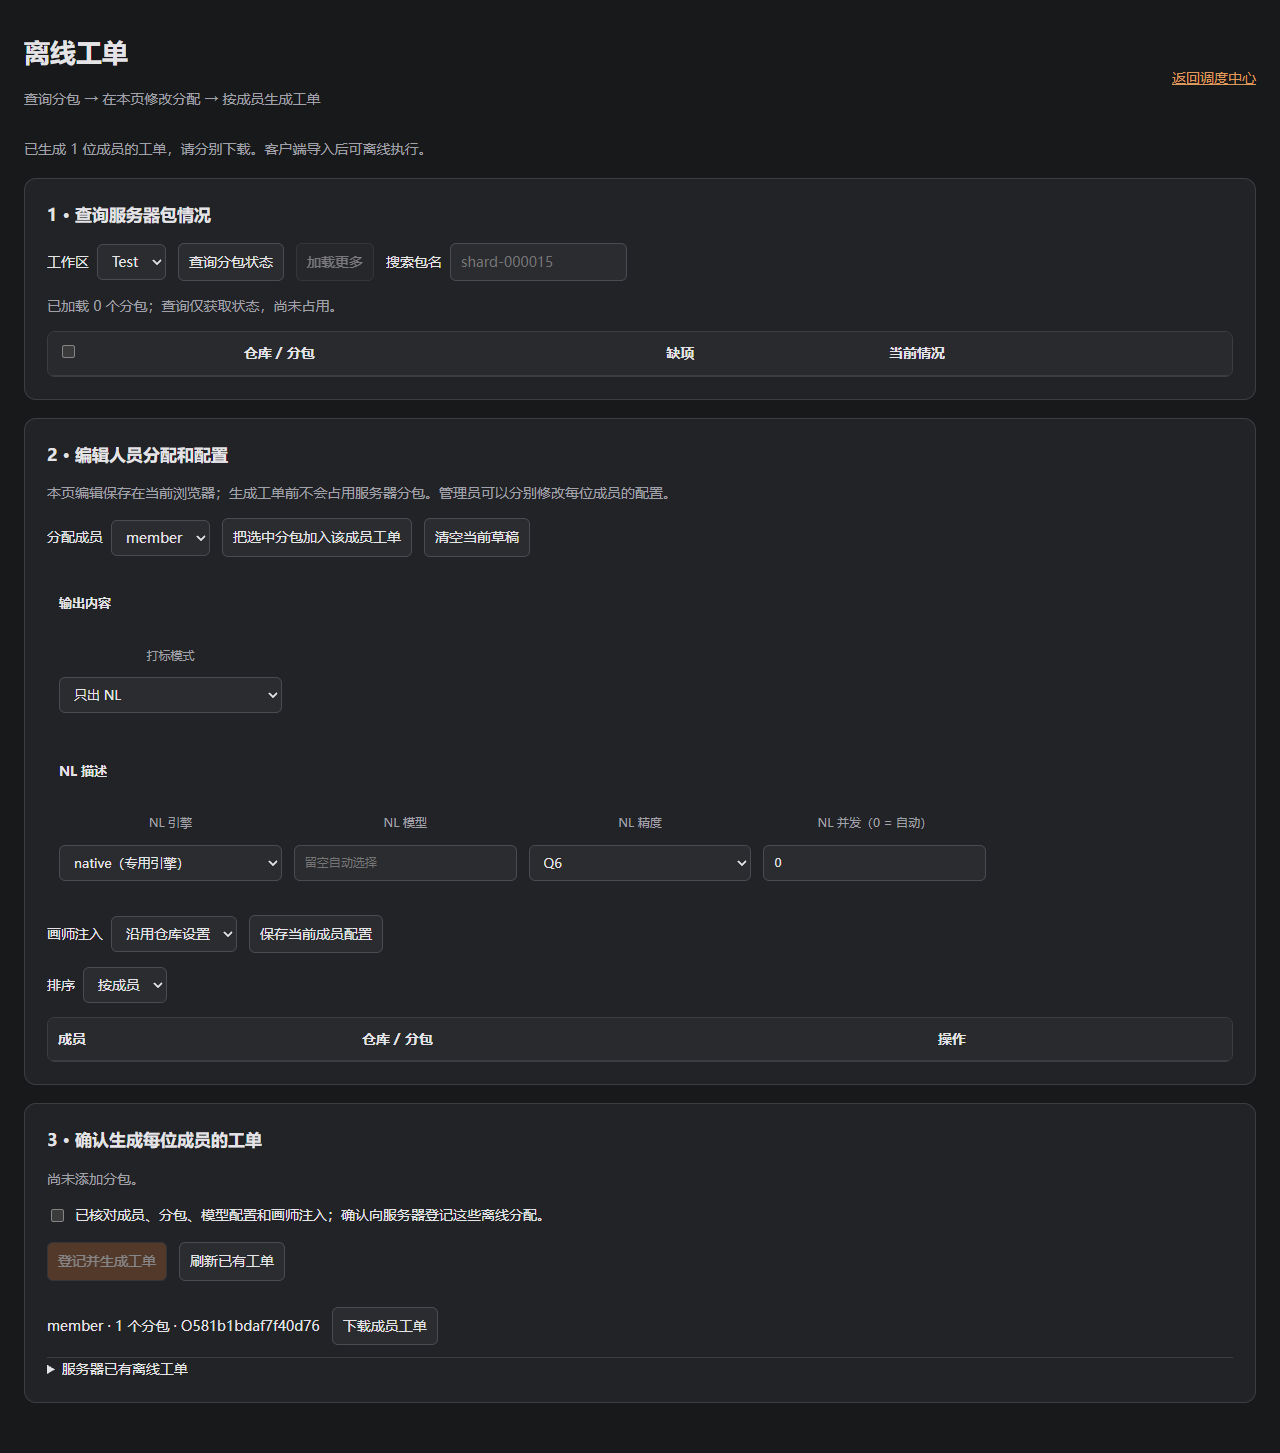 离线工单
返回调度中心
查询分包 → 在本页修改分配 → 按成员生成工单
已生成 1 位成员的工单，请分别下载。客户端导入后可离线执行。
1 • 查询服务器包情况
工作区 Test 查询分包状态 加载更多 搜索包名 shard-000015
已加载 0 个分包；查询仅获取状态，尚未占用。
仓库 / 分包 缺项 当前情况
2 • 编辑人员分配和配置
本页编辑保存在当前浏览器；生成工单前不会占用服务器分包。管理员可以分别修改每位成员的配置。
分配成员 member 把选中分包加入该成员工单 清空当前草稿
输出内容
打标模式
只出 NL
NL 描述
NL 引擎 NL 模型 NL 精度 NL 并发（0 = 自动）
native（专用引擎） 留空自动选择 Q6 0
画师注入 沿用仓库设置 保存当前成员配置
排序 按成员
成员 仓库 / 分包 操作
3 • 确认生成每位成员的工单
尚未添加分包。
已核对成员、分包、模型配置和画师注入；确认向服务器登记这些离线分配。
登记并生成工单 刷新已有工单
member · 1 个分包 · O581b1bdaf7f40d76 下载成员工单
服务器已有离线工单